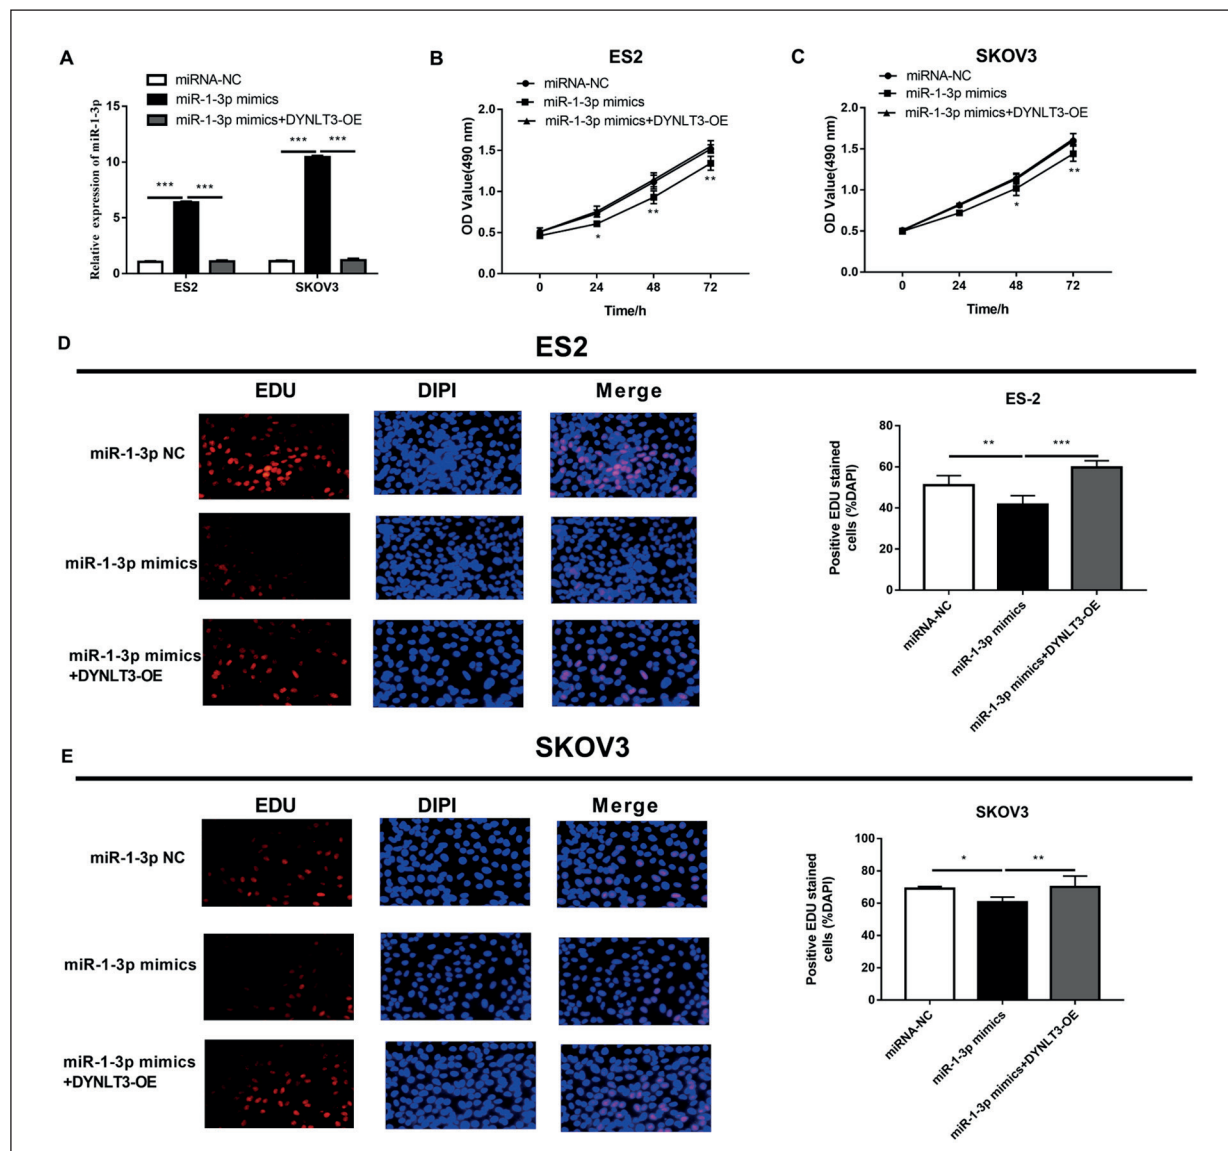 A
miRNA-NC
miR-1-3p mimics
miR-1-3p mimics+DYNLT3-OE
Relative expression of miR-1-3p
15
10
5
0
*** ***
*** ***
ES2 SKOV3
B
ES2
miRNA-NC
miR-1-3p mimics
miR-1-3p mimics+DYNLT3-OE
OD Value(490 nm)
2.0
1.5
1.0
0.5
0.0
* ** **
0 24 48 72
Time/h
C
SKOV3
miRNA-NC
miR-1-3p mimics
miR-1-3p mimics+DYNLT3-OE
OD Value(490 nm)
2.0
1.5
1.0
0.5
0.0
* **
0 24 48 72
Time/h
D
ES2
EDU DIPI Merge
miR-1-3p NC
miR-1-3p mimics
miR-1-3p mimics
+DYNLT3-OE
ES-2
Positive EDU stained
cells (%DAPI)
80
60
40
20
0
** ***
miRNA-NC
miR-1-3p mimics
miR-1-3p mimics+DYNLT3-OE
E
SKOV3
EDU DIPI Merge
miR-1-3p NC
miR-1-3p mimics
miR-1-3p mimics
+DYNLT3-OE
SKOV3
Positive EDU stained
cells (%DAPI)
100
80
60
40
20
0
* **
miRNA-NC
miR-1-3p mimics
miR-1-3p mimics+DYNLT3-OE